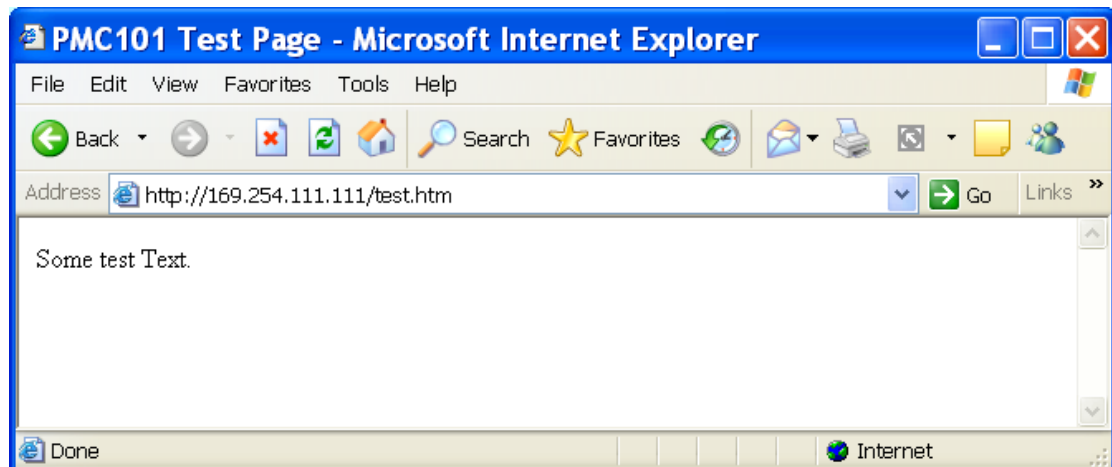 PMC101 Test Page - Microsoft Internet Explorer
File Edit View Favorites Tools Help
Back Search Favorites
Address http://169.254.111.111/test.htm Go Links »
Some test Text.
Done Internet